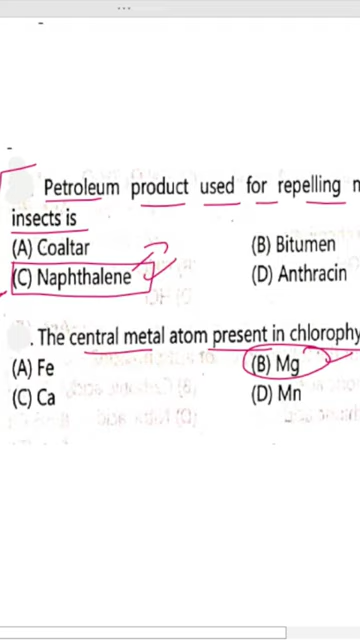 Petroleum product used for repelling
insects is
(A) Coaltar
(B) Bitumen
(C) Naphthalene
(D) Anthracin
The central metal atom present in chlorophy
(A) Fe
(B) Mg
(C) Ca
(D) Mn